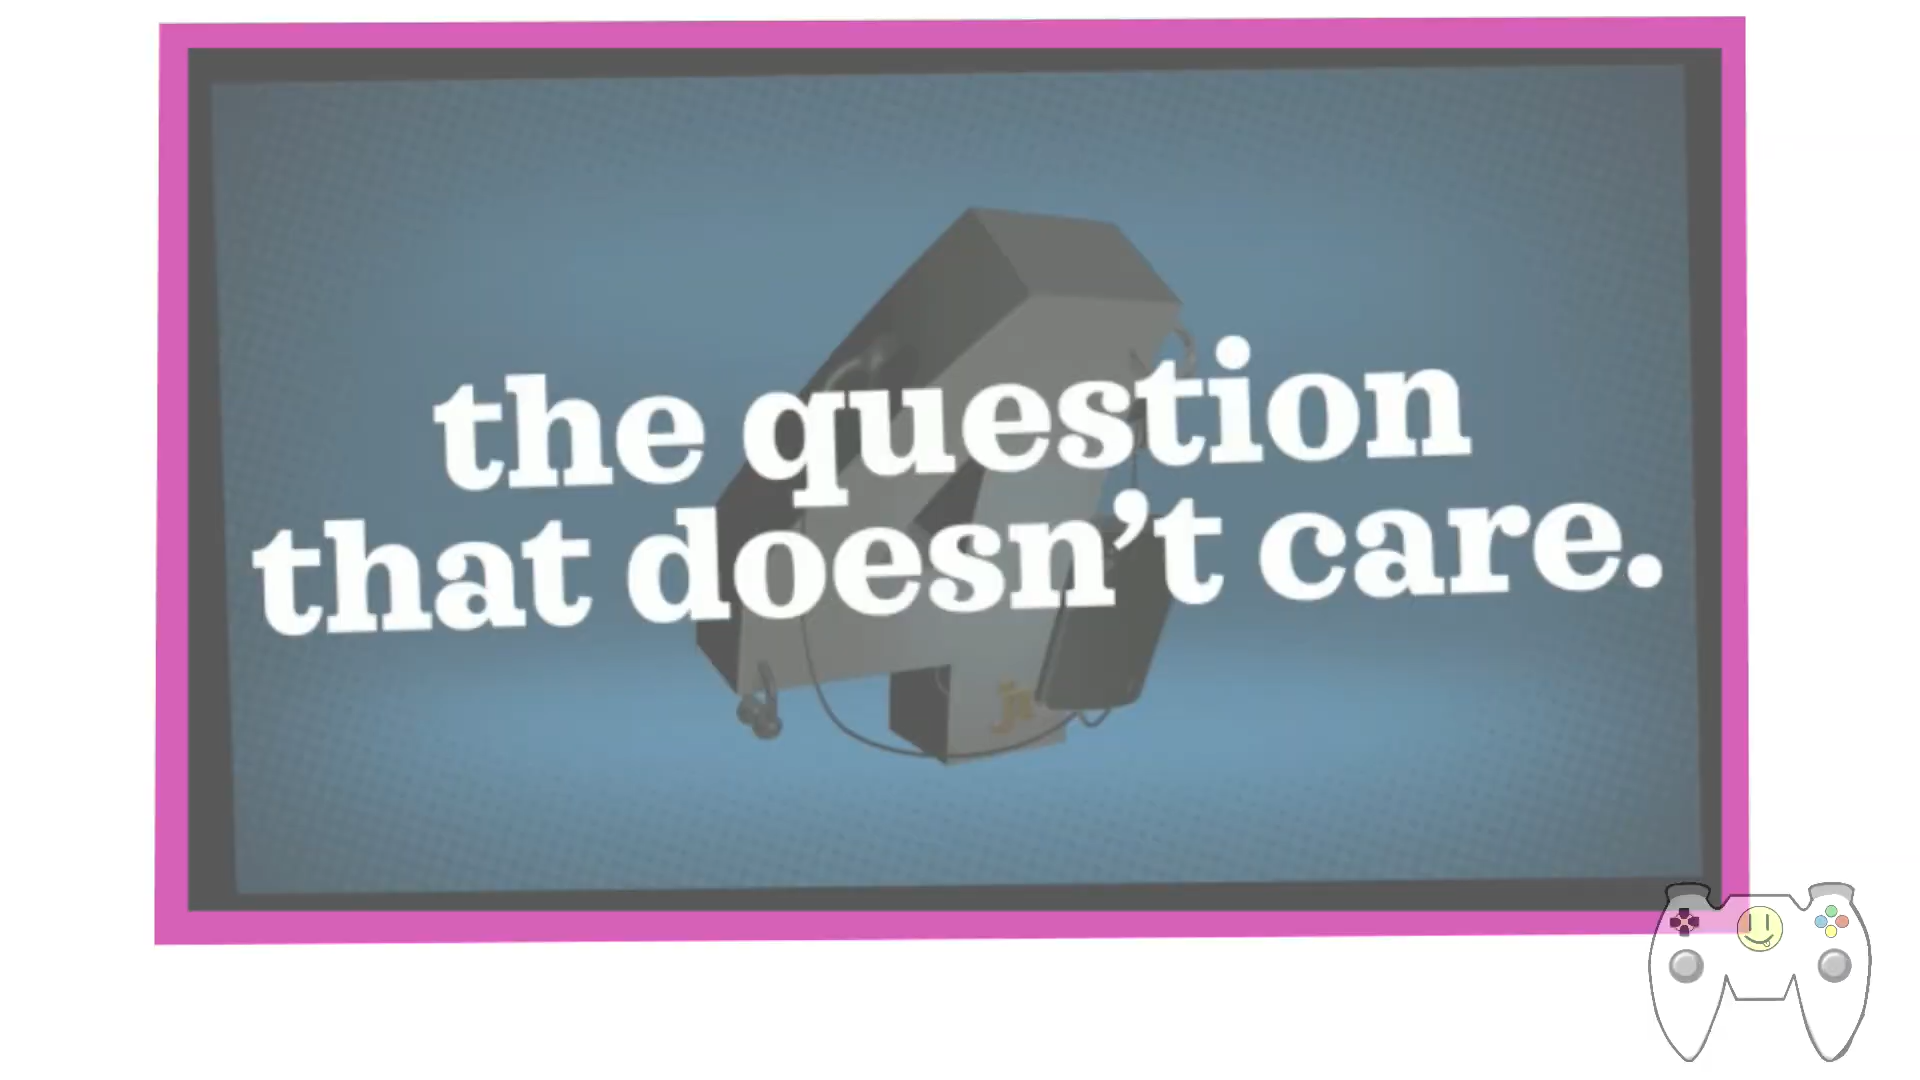 the question
that doesn’t care.